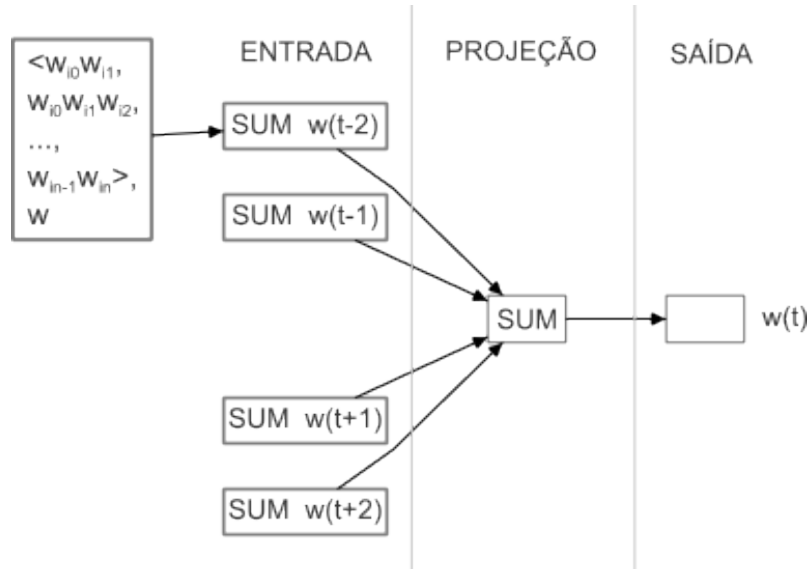 ENTRADA
PROJEÇÃO
SAÍDA
<wi0wi1,
wi0wi1wi2,
...,
win-1win>,
w
SUM w(t-2)
SUM w(t-1)
SUM
w(t)
SUM w(t+1)
SUM w(t+2)